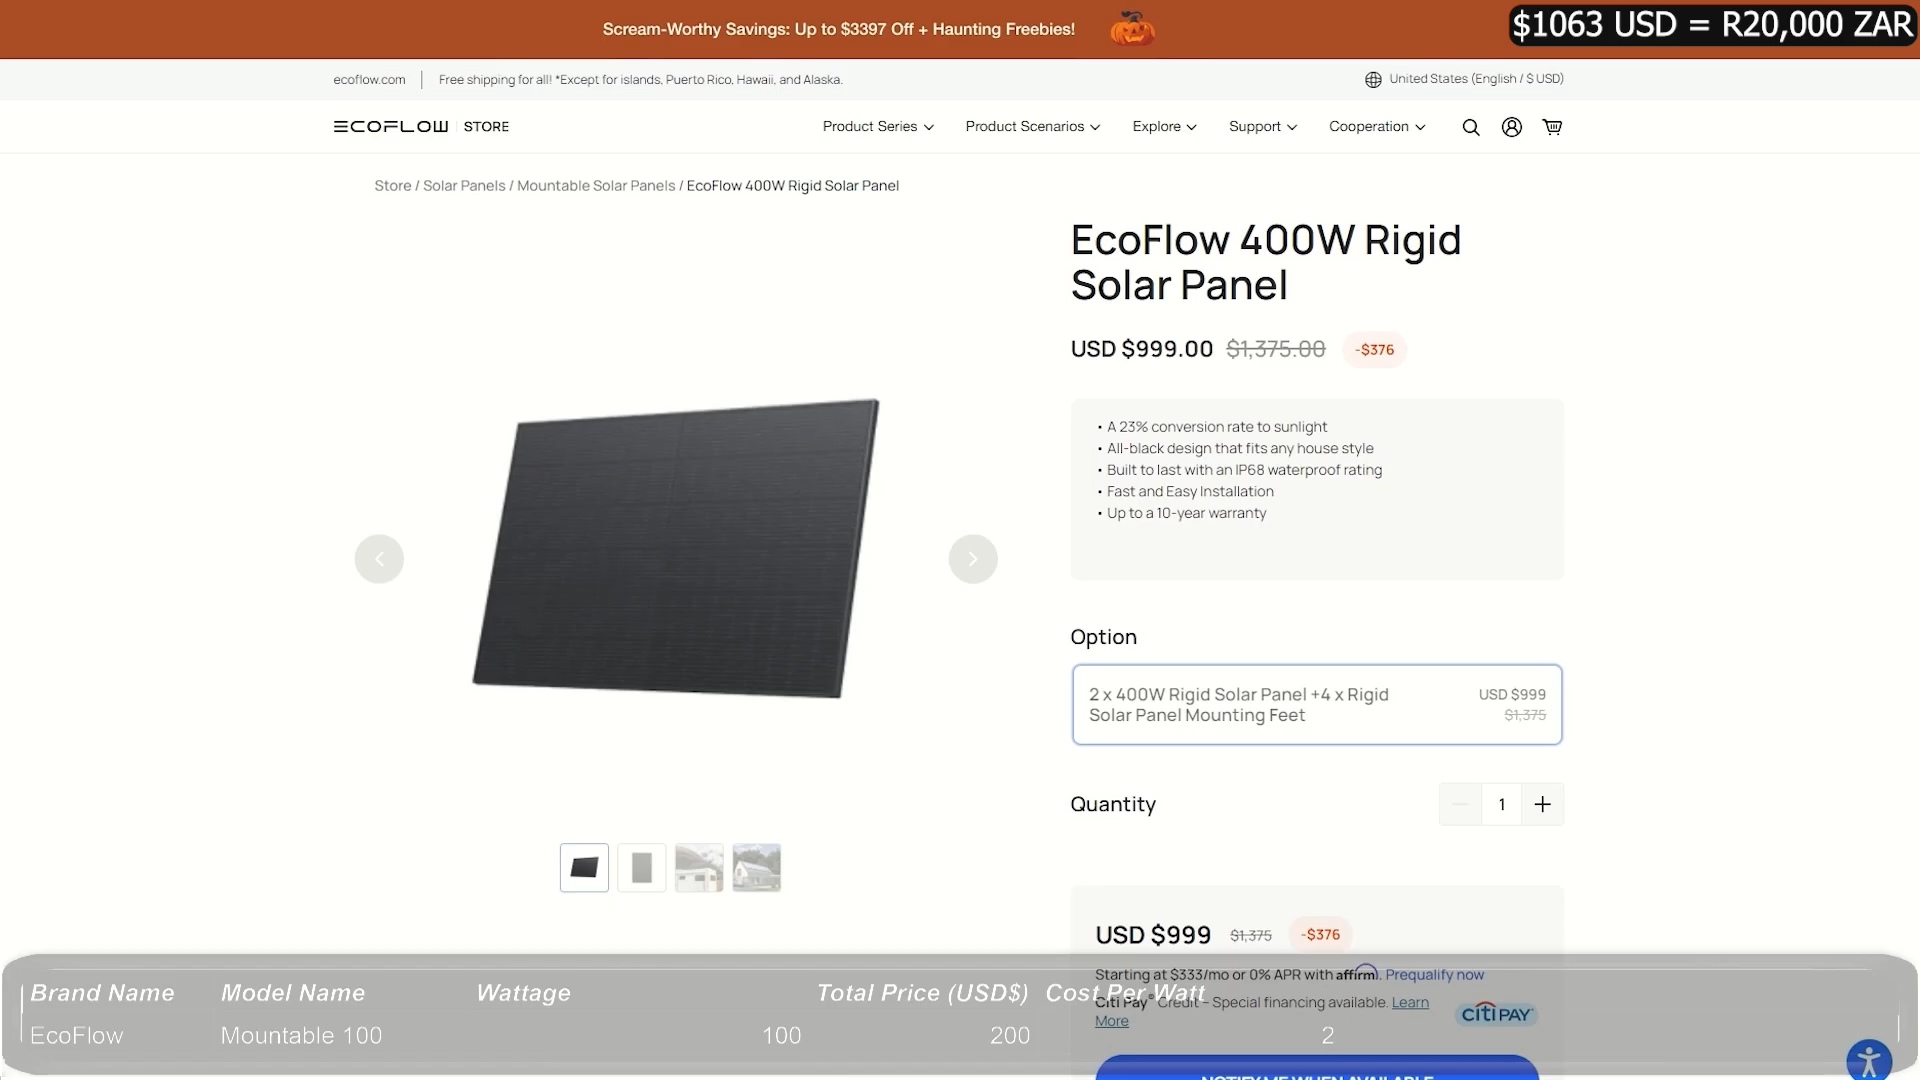 Scream-Worthy Savings: Up to $3397 Off + Haunting Freebies!
$1063 USD = R20,000 ZAR
ecoflow.com
Free shipping for all! *Except for islands, Puerto Rico, Hawaii, and Alaska.
United States (English / $ USD)
ECOFLOW STORE
Product Series
Product Scenarios
Explore
Support
Cooperation
Store / Solar Panels / Mountable Solar Panels / EcoFlow 400W Rigid Solar Panel
EcoFlow 400W Rigid
Solar Panel
USD $999.00 $1,375.00 -$376
• A 23% conversion rate to sunlight
• All-black design that fits any house style
• Built to last with an IP68 waterproof rating
• Fast and Easy Installation
• Up to a 10-year warranty
Option
2 x 400W Rigid Solar Panel +4 x Rigid
Solar Panel Mounting Feet
USD $999
$1,375
Quantity
1
USD $999 $1,375 -$376
Starting at $333/mo or 0% APR with affirm. Prequalify now
Citi Pay® Credit – Special financing available. Learn
More
citi PAY
NOTIFY ME WHEN AVAILABLE
Brand Name Model Name Wattage Total Price (USD$) Cost Per Watt
EcoFlow Mountable 100 100 200 2